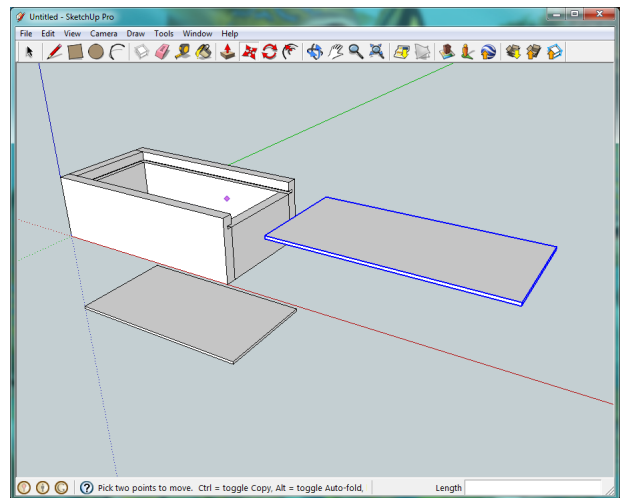 Untitled - SketchUp Pro
File Edit View Camera Draw Tools Window Help
Pick two points to move. Ctrl = toggle Copy, Alt = toggle Auto-fold, Length